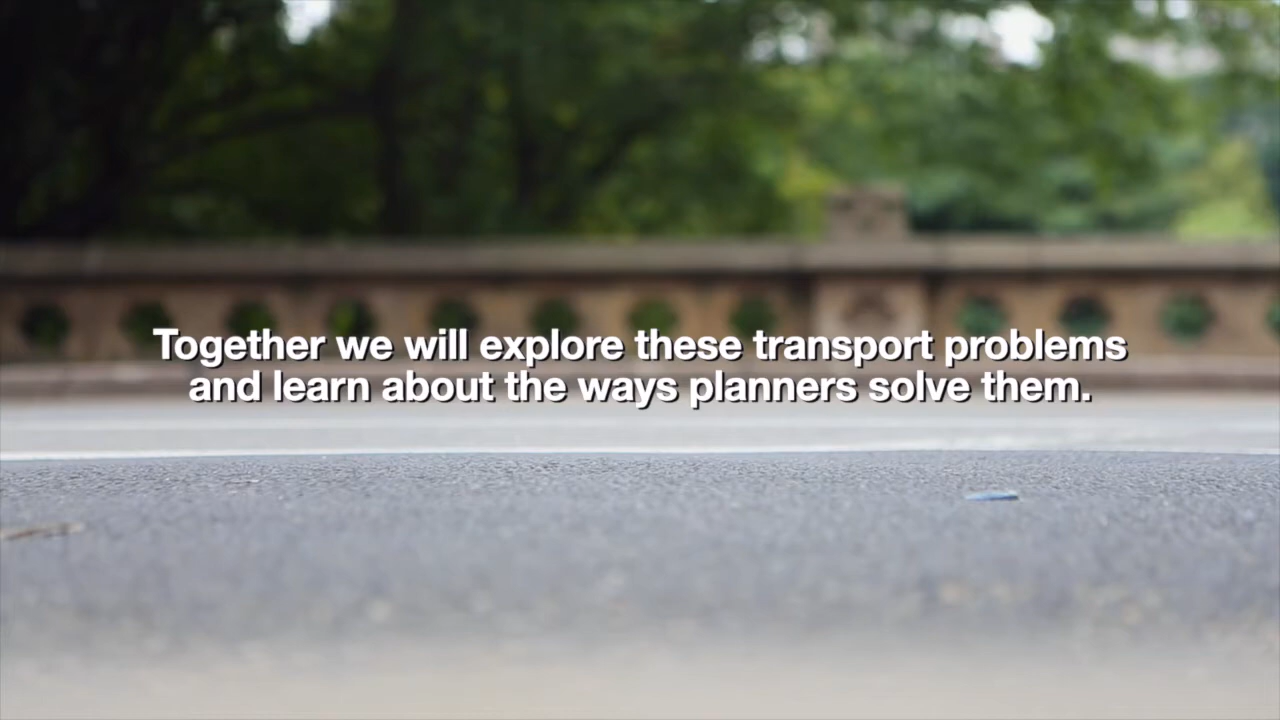 Together we will explore these transport problems
and learn about the ways planners solve them.